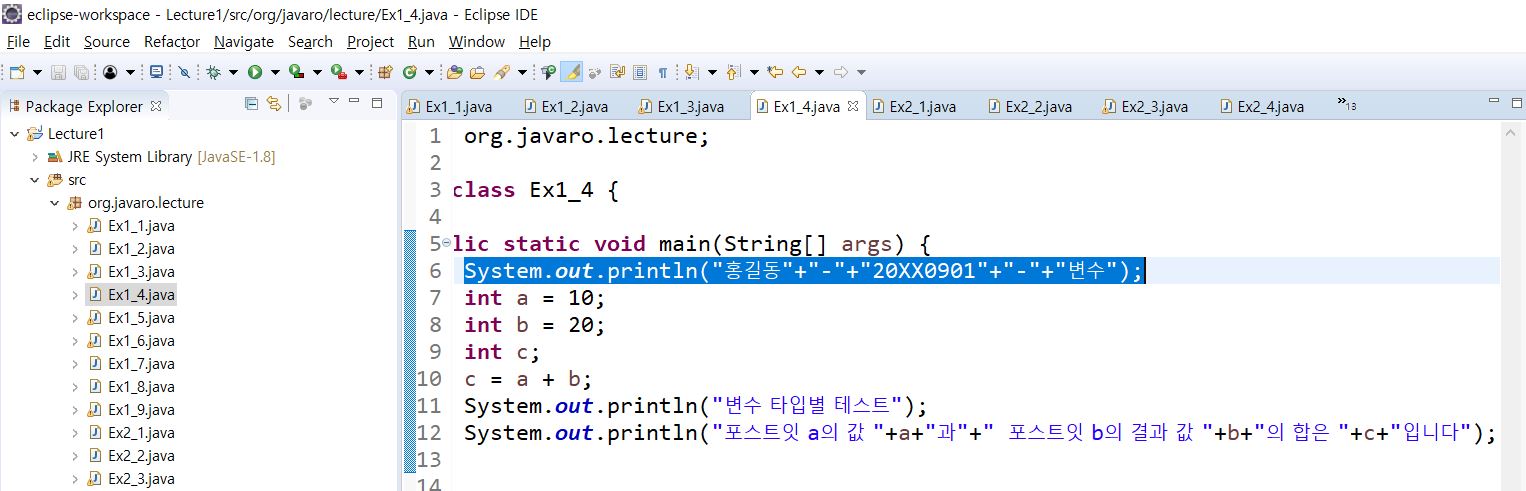 eclipse-workspace - Lecture1/src/org/javaro/lecture/Ex1_4.java - Eclipse IDE
File Edit Source Refactor Navigate Search Project Run Window Help
Package Explorer
Lecture1
JRE System Library [JavaSE-1.8]
src
org.javaro.lecture
Ex1_1.java
Ex1_2.java
Ex1_3.java
Ex1_4.java
Ex1_5.java
Ex1_6.java
Ex1_7.java
Ex1_8.java
Ex1_9.java
Ex2_1.java
Ex2_2.java
Ex2_3.java
Ex1_1.java Ex1_2.java Ex1_3.java Ex1_4.java Ex2_1.java Ex2_2.java Ex2_3.java Ex2_4.java »13
1 org.javaro.lecture;
2
3 class Ex1_4 {
4
5 lic static void main(String[] args) {
6 System.out.println("홍길동"+"-"+"20XX0901"+"-"+"변수");
7 int a = 10;
8 int b = 20;
9 int c;
10 c = a + b;
11 System.out.println("변수 타입별 테스트");
12 System.out.println("포스트잇 a의 값 "+a+"과"+" 포스트잇 b의 결과 값 "+b+"의 합은 "+c+"입니다");
13
14